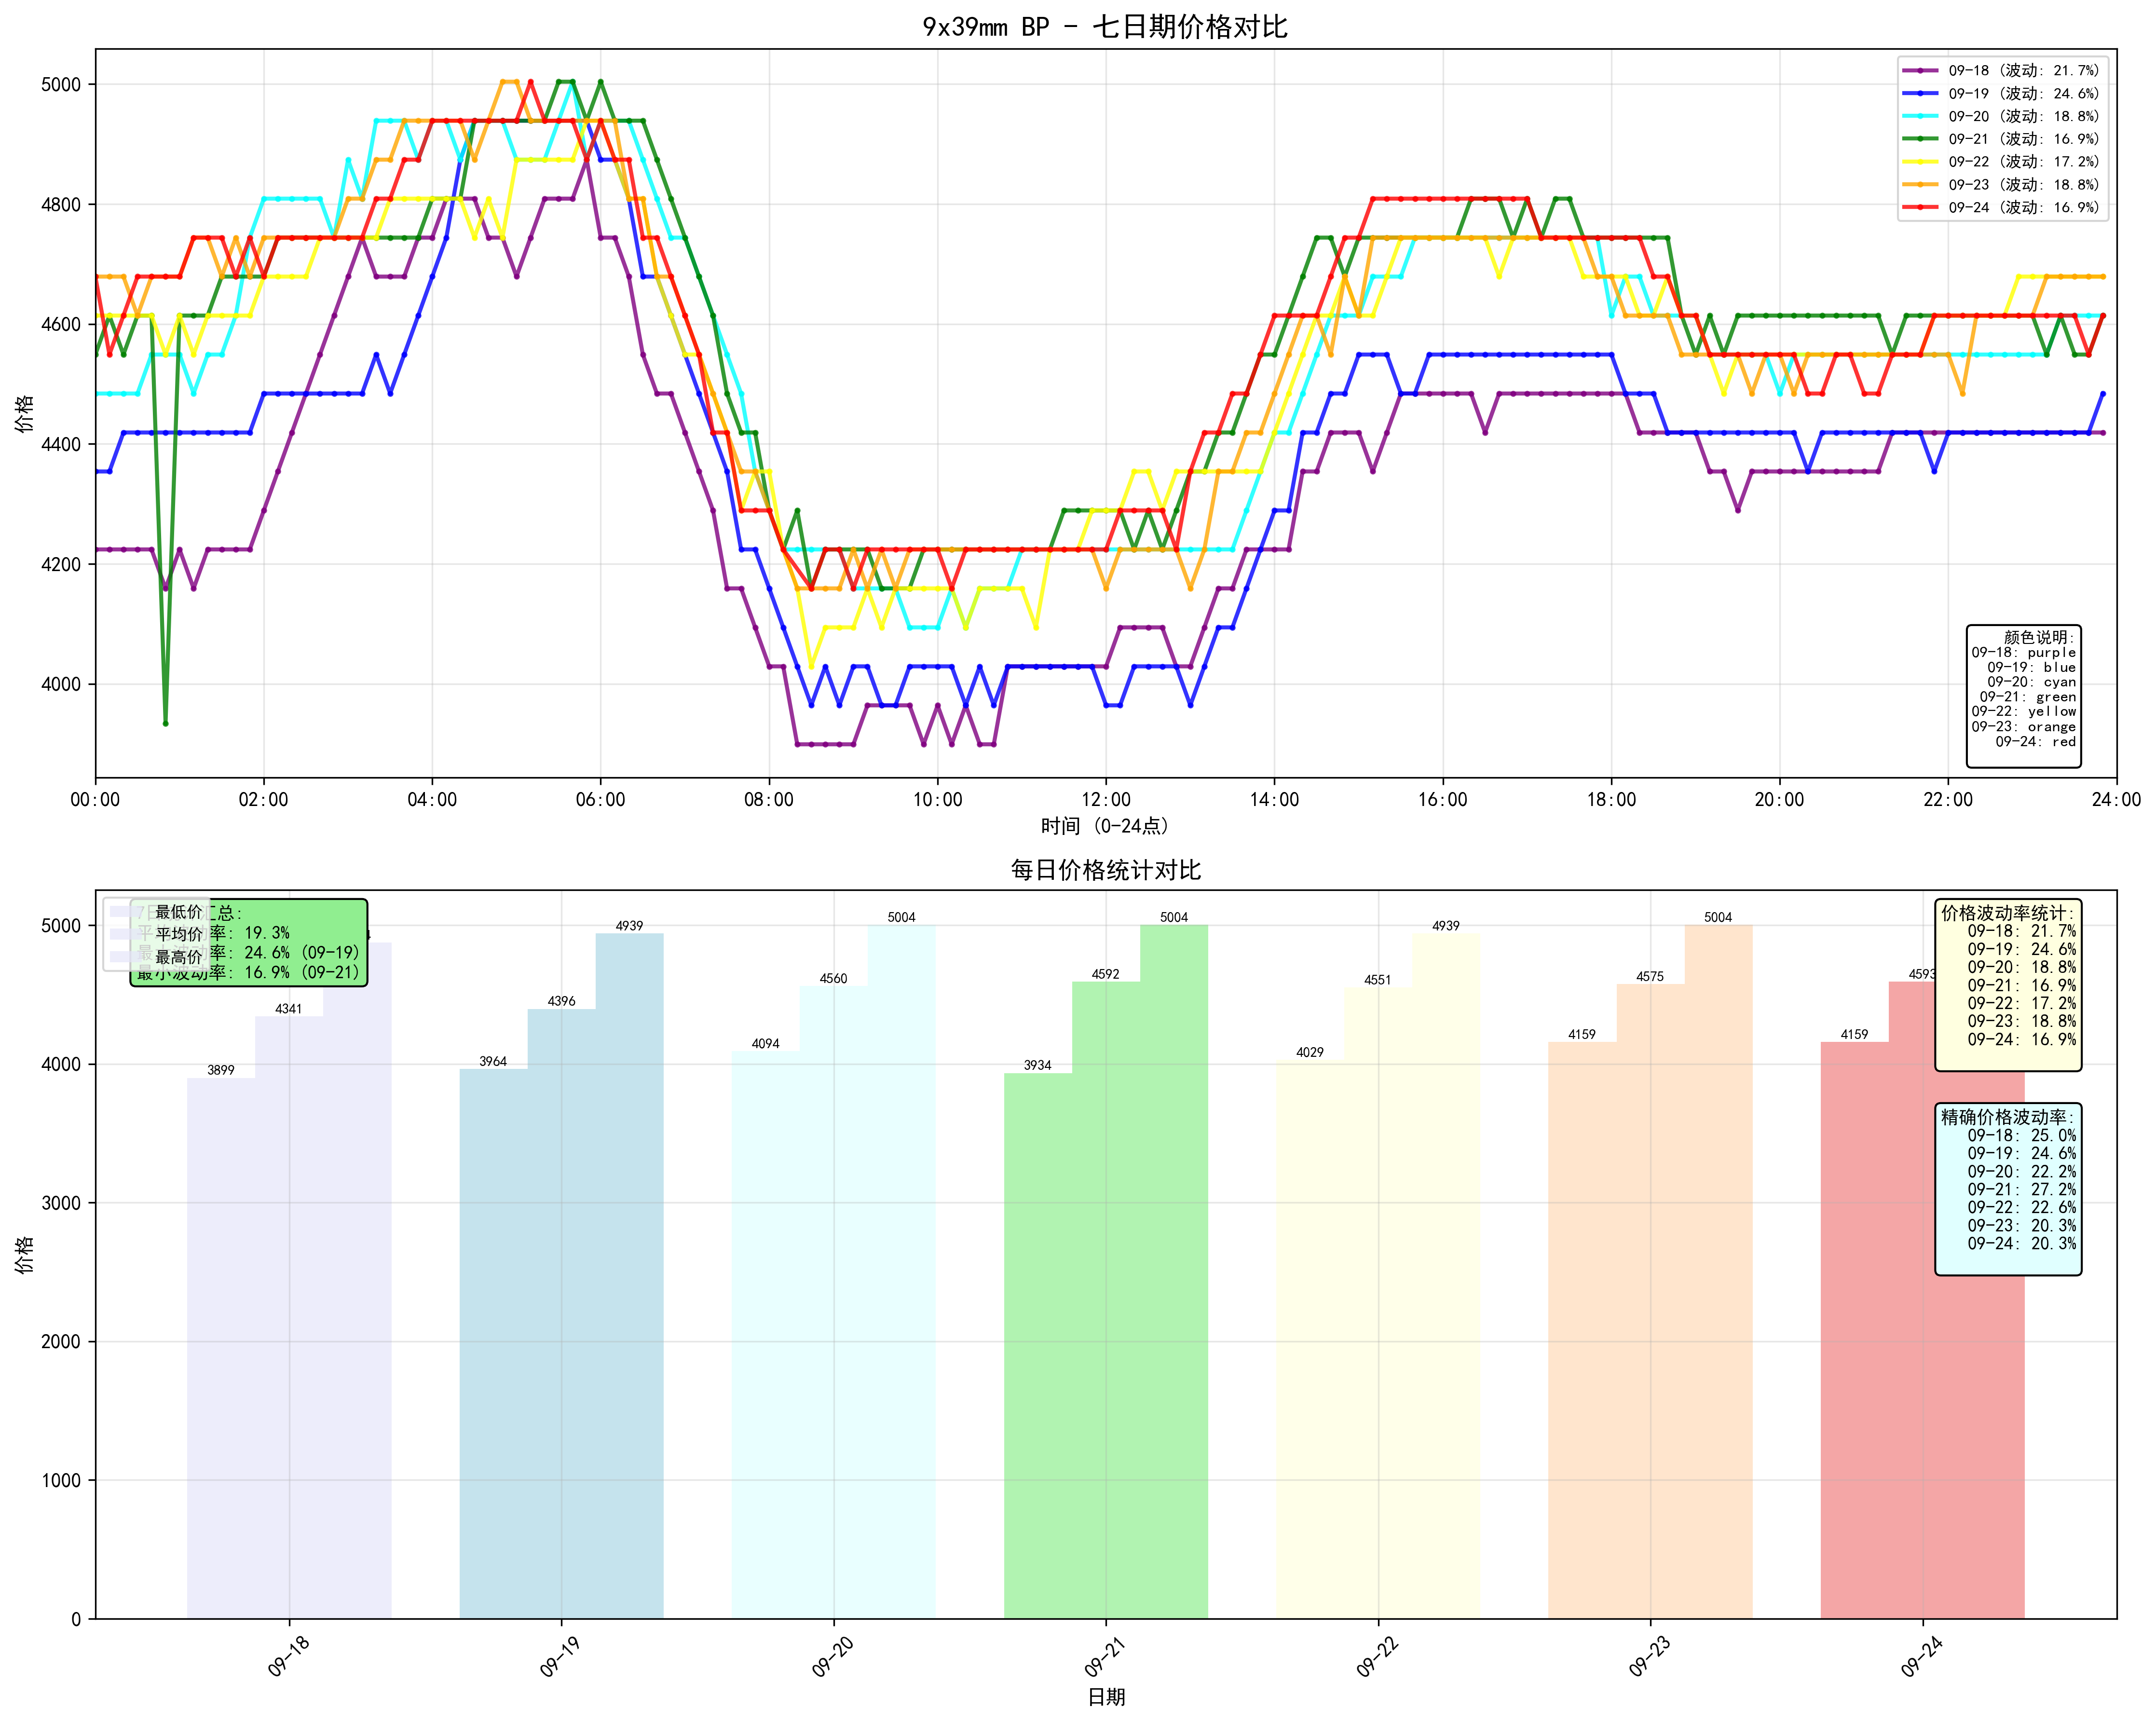 9x39mm BP - 七日期价格对比
5000
4800
4600
4400
4200
4000
价格
09-18 (波动: 21.7%)
09-19 (波动: 24.6%)
09-20 (波动: 18.8%)
09-21 (波动: 16.9%)
09-22 (波动: 17.2%)
09-23 (波动: 18.8%)
09-24 (波动: 16.9%)
颜色说明:
09-18: purple
09-19: blue
09-20: cyan
09-21: green
09-22: yellow
09-23: orange
09-24: red
00:00 02:00 04:00 06:00 08:00 10:00 12:00 14:00 16:00 18:00 20:00 22:00 24:00
时间 (0-24点)
每日价格统计对比
5000
4000
3000
2000
1000
0
价格
最低价
平均价
最高价
汇总:
率: 19.3%
率: 24.6% (09-19)
最小波动率: 16.9% (09-21)
3899 4341
3964 4396 4939
4094 4560 5004
3934 4592 5004
4029 4551 4939
4159 4575 5004
4159 4593
价格波动率统计:
09-18: 21.7%
09-19: 24.6%
09-20: 18.8%
09-21: 16.9%
09-22: 17.2%
09-23: 18.8%
09-24: 16.9%
精确价格波动率:
09-18: 25.0%
09-19: 24.6%
09-20: 22.2%
09-21: 27.2%
09-22: 22.6%
09-23: 20.3%
09-24: 20.3%
09-18 09-19 09-20 09-21 09-22 09-23 09-24
日期